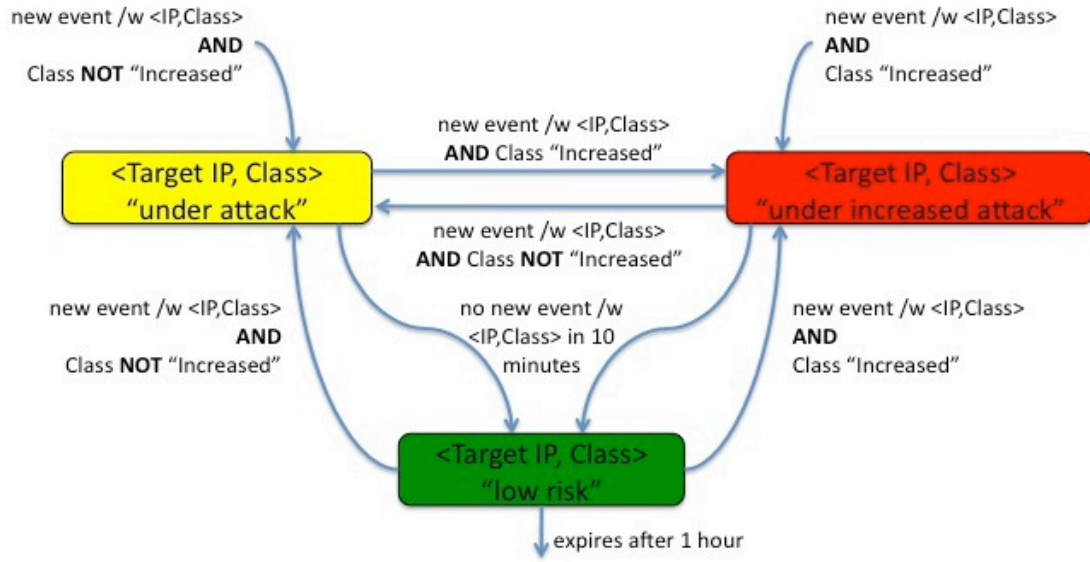 new event /w <IP,Class>
AND
Class NOT “Increased”
new event /w <IP,Class>
AND
Class “Increased”
new event /w <IP,Class>
AND Class “Increased”
<Target IP, Class>
“under attack”
<Target IP, Class>
“under increased attack”
new event /w <IP,Class>
AND Class NOT “Increased”
new event /w <IP,Class>
AND
Class NOT “Increased”
no new event /w
<IP,Class> in 10
minutes
new event /w <IP,Class>
AND
Class “Increased”
<Target IP, Class>
“low risk”
expires after 1 hour